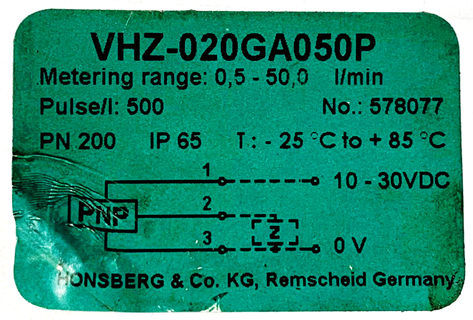 VHZ-020GA050P
Metering range: 0,5 - 50,0 l/min
Pulse/l: 500 No.: 578077
PN 200 IP 65 T : - 25 °C to + 85 °C
1 10 - 30VDC
PNP 2
Z
3 0 V
HONSBERG & Co. KG, Remscheid Germany